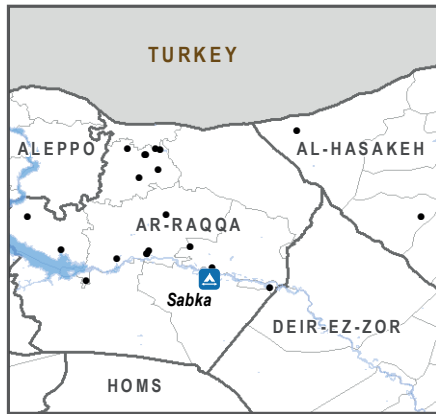 TURKEY
ALEPPO
AL-HASAKEH
AR-RAQQA
Sabka
DEIR-EZ-ZOR
HOMS